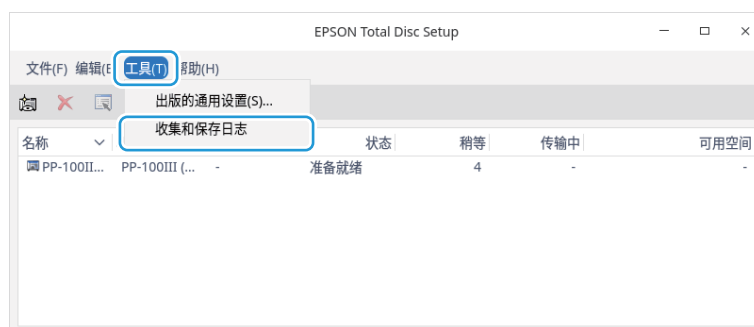 EPSON Total Disc Setup
文件(F) 编辑(E 工具(T) 帮助(H)
出版的通用设置(S)...
收集和保存日志
名称 状态 稍等 传输中 可用空间
PP-100II... PP-100III (... - 准备就绪 4 - -